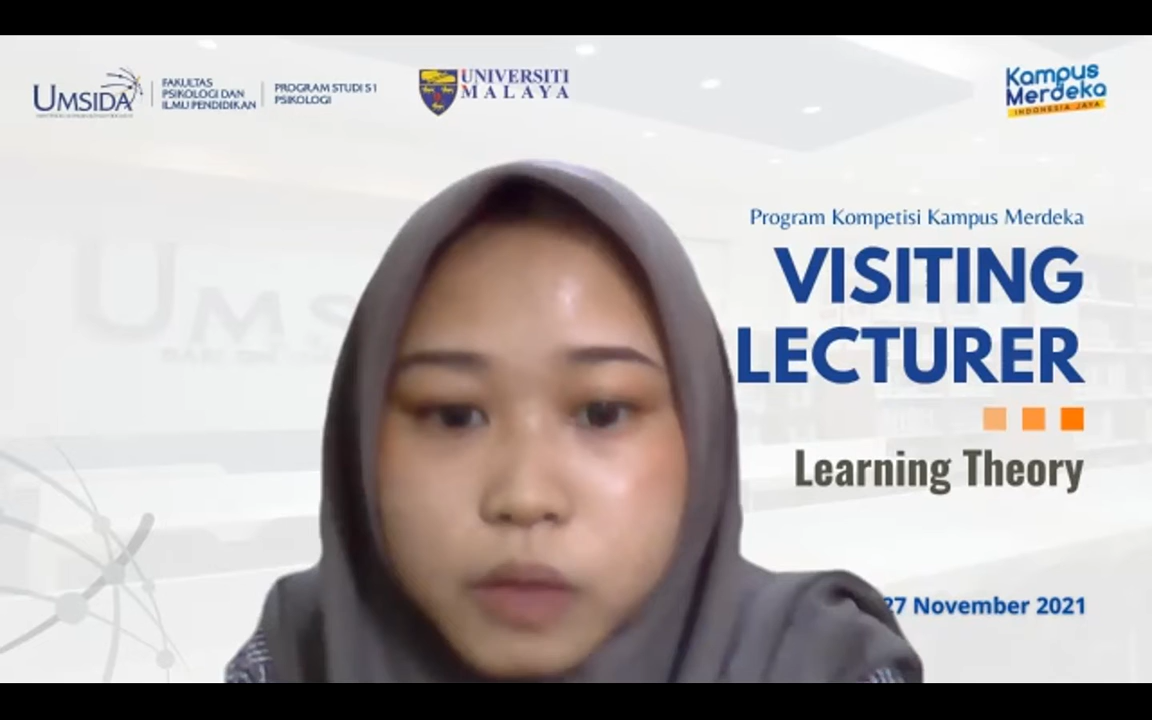 UMSIDA
FAKULTAS
PSIKOLOGI DAN
ILMU PENDIDIKAN
PROGRAM STUDI S1
PSIKOLOGI
UNIVERSITI
MALAYA
Kampus
Merdeka
INDONESIA JAYA
Program Kompetisi Kampus Merdeka
VISITING
LECTURER
Learning Theory
27 November 2021
UMS